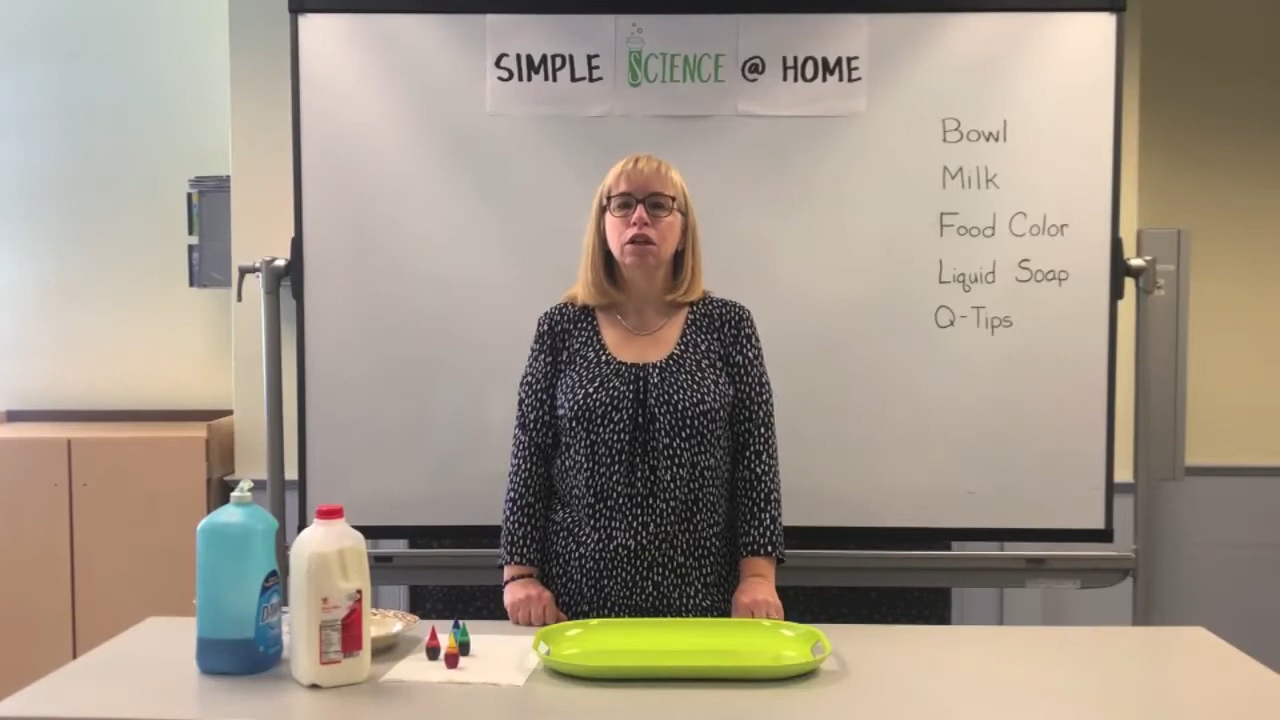 SIMPLE SCIENCE @ HOME
Bowl
Milk
Food Color
Liquid Soap
Q-Tips